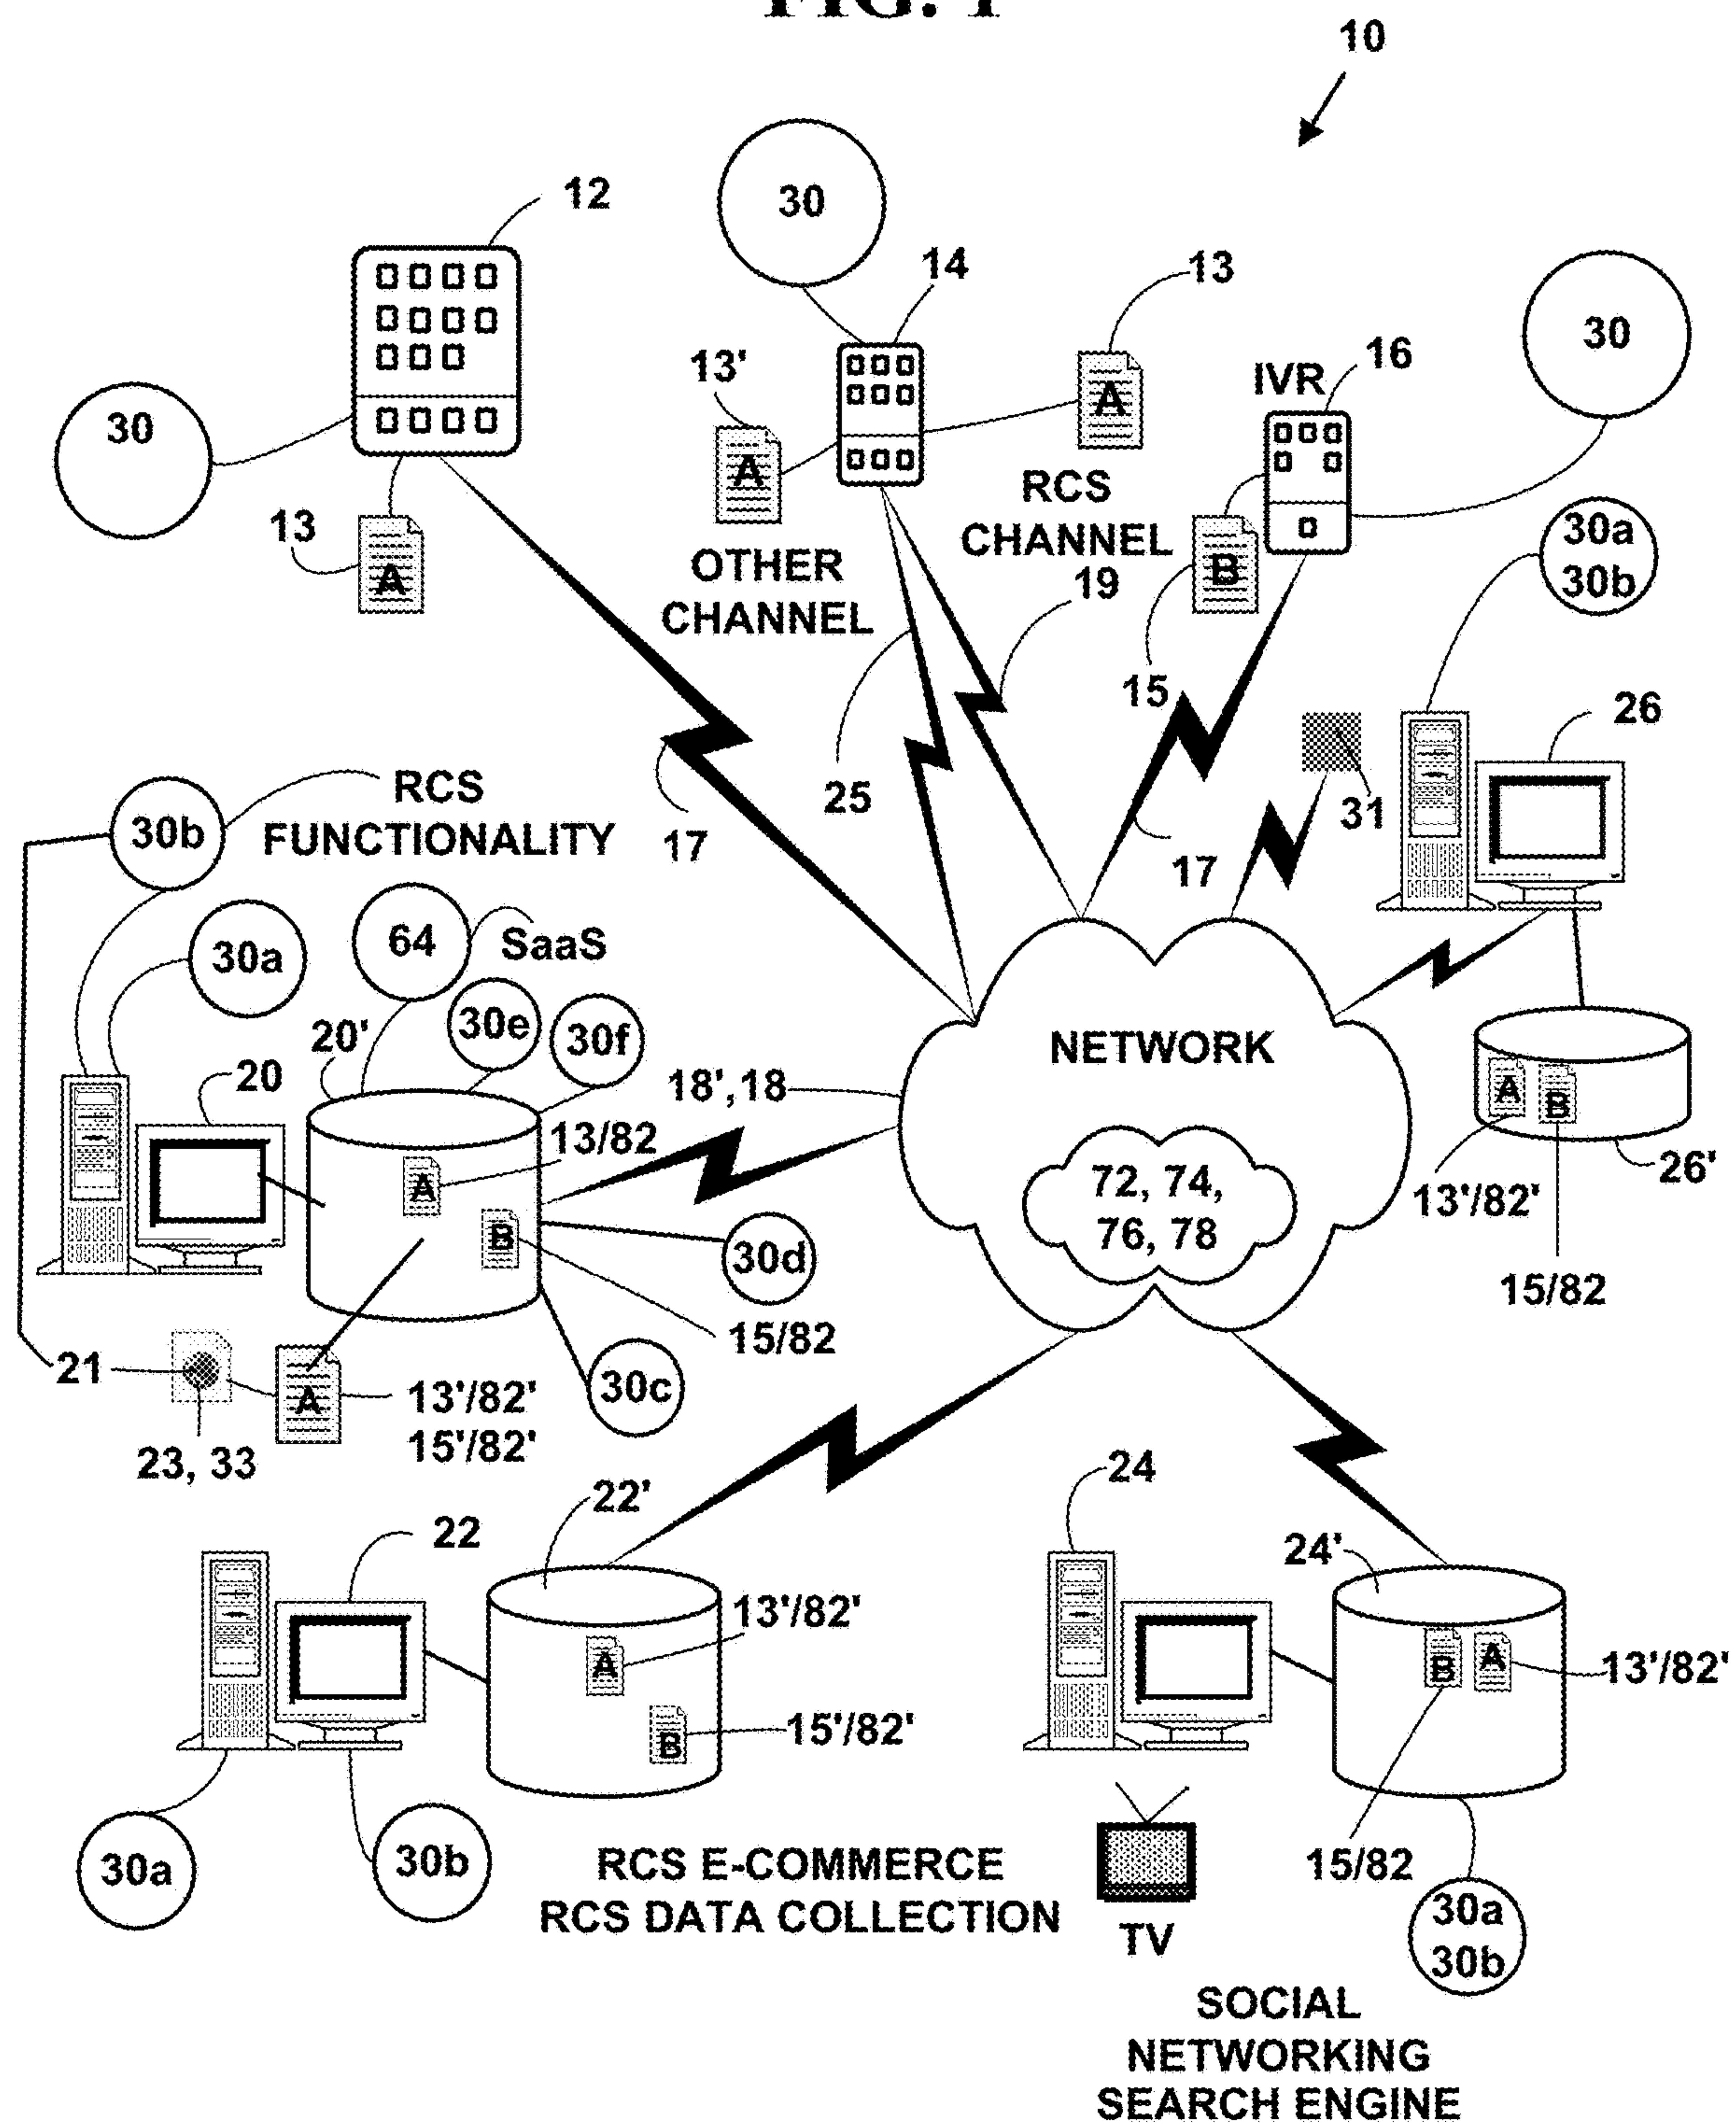 FIG. 1
10
30
12
14
13
30
13'
A
A
IVR
16
30
13
A
OTHER
CHANNEL
RCS
CHANNEL
19
B
15
30a
30b
17
25
17
31
26
30b
RCS
FUNCTIONALITY
30a
64
SaaS
20'
30e
30f
20
18', 18
NETWORK
72, 74,
76, 78
A
B
26'
13'/82'
15/82
13/82
A
B
30d
15/82
30c
21
A
13'/82'
15'/82'
23, 33
22
22'
24
24'
A
13'/82'
B
15'/82'
B
A
13'/82'
15/82
30a
30b
RCS E-COMMERCE
RCS DATA COLLECTION
TV
30a
30b
SOCIAL
NETWORKING
SEARCH ENGINE